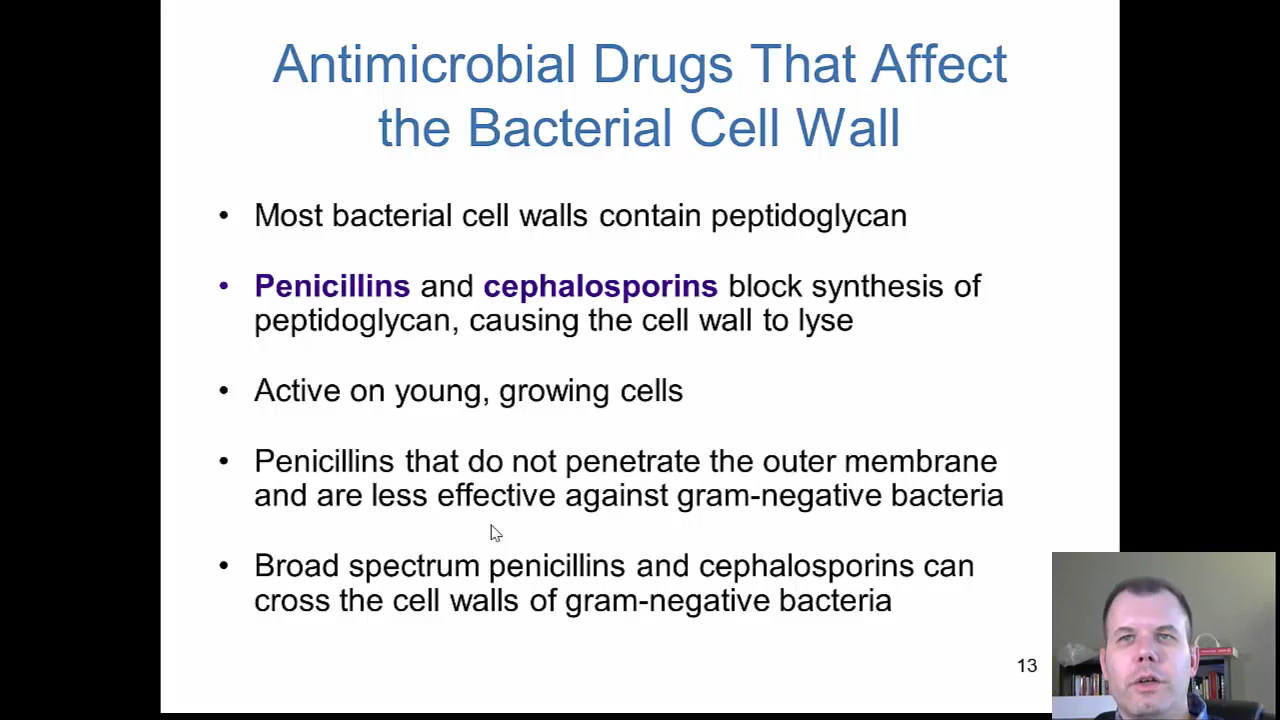 Antimicrobial Drugs That Affect
the Bacterial Cell Wall
• Most bacterial cell walls contain peptidoglycan
• Penicillins and cephalosporins block synthesis of
peptidoglycan, causing the cell wall to lyse
• Active on young, growing cells
• Penicillins that do not penetrate the outer membrane
and are less effective against gram-negative bacteria
• Broad spectrum penicillins and cephalosporins can
cross the cell walls of gram-negative bacteria
13